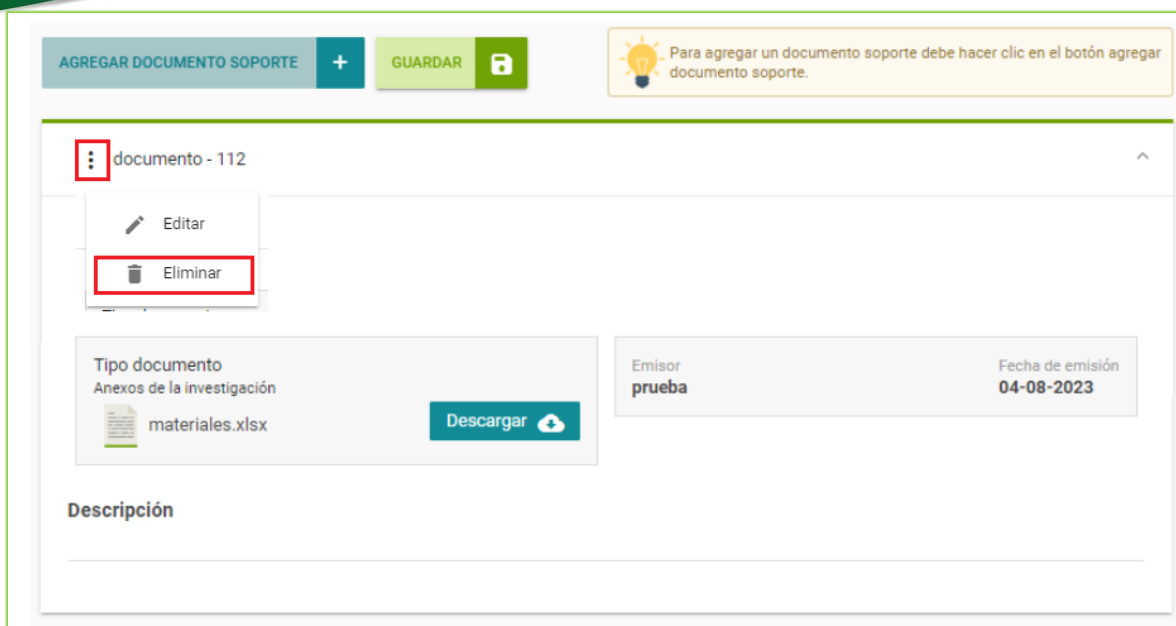 AGREGAR DOCUMENTO SOPORTE +
GUARDAR
Para agregar un documento soporte debe hacer clic en el botón agregar
documento soporte.
documento - 112
Editar
Eliminar
Tipo documento
Anexos de la investigación
materiales.xlsx
Descargar
Emisor
prueba
Fecha de emisión
04-08-2023
Descripción